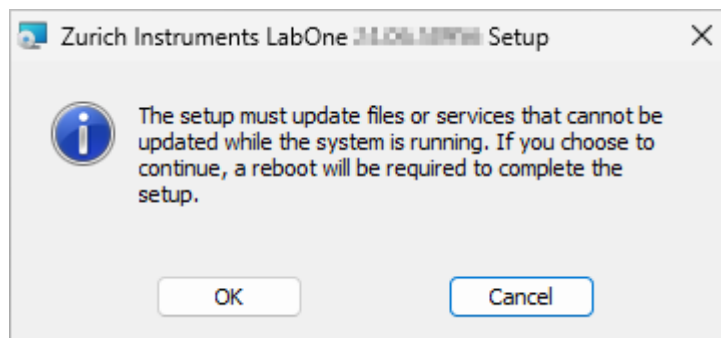 Zurich Instruments LabOne Setup
The setup must update files or services that cannot be
updated while the system is running. If you choose to
continue, a reboot will be required to complete the
setup.
OK Cancel